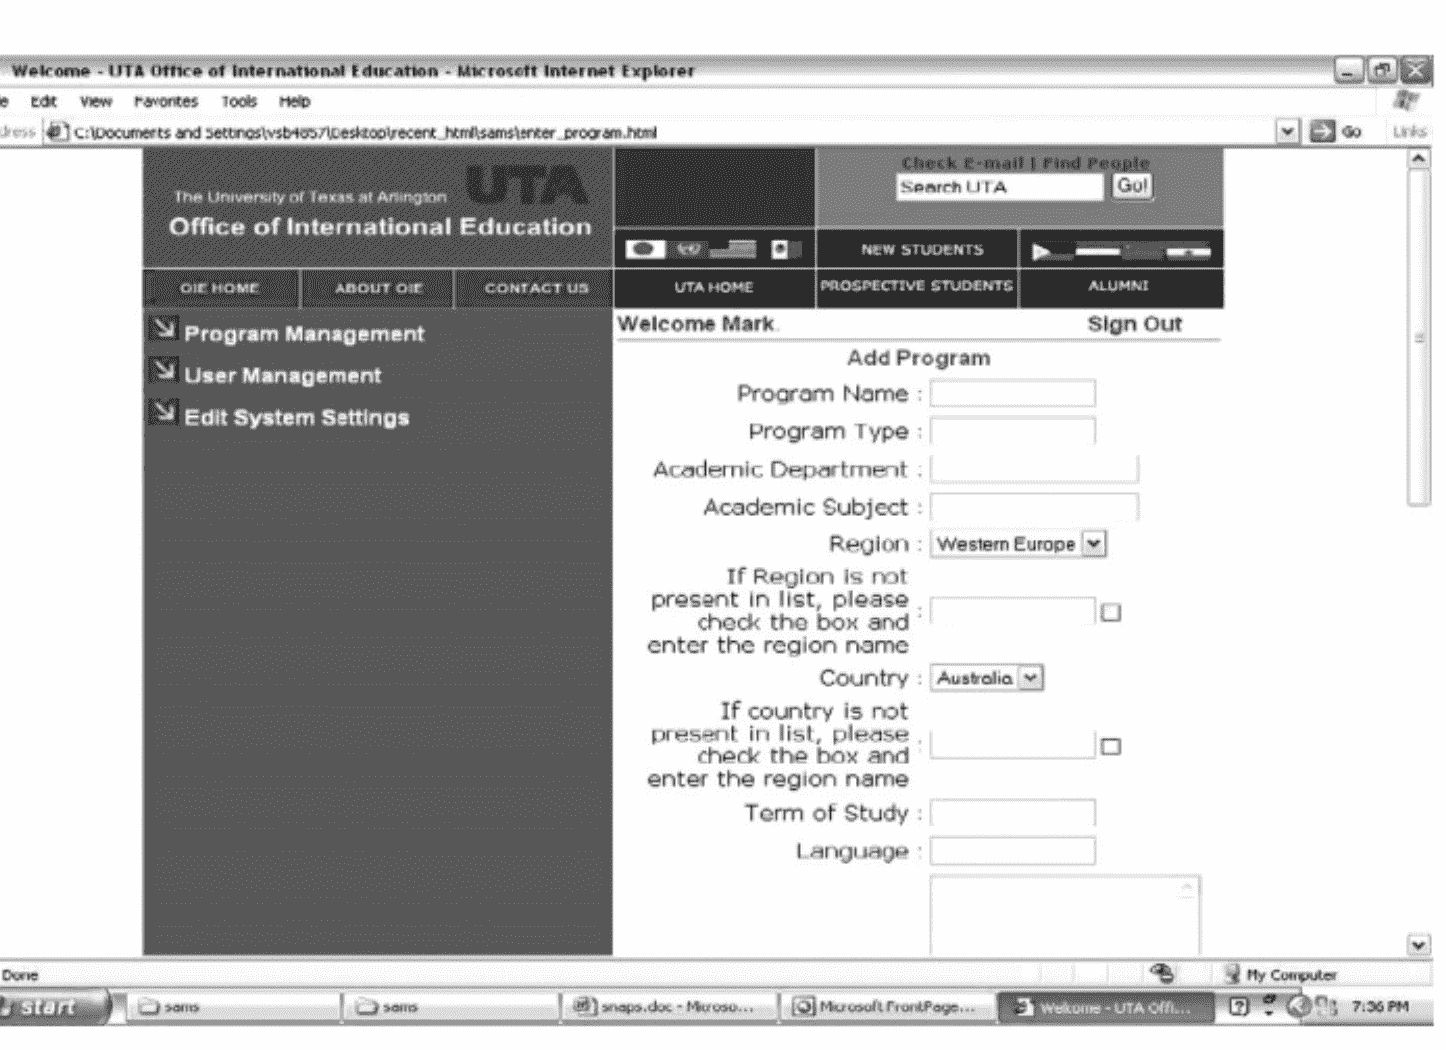 Welcome - UTA Office of International Education - Microsoft Internet Explorer
e Edit View Favorites Tools Help
dress C:\Documents and Settings\vsb4857\Desktop\recent_html\sams\enter_program.html Go Links
Check E-mail | Find People
The University of Texas at Arlington UTA
Search UTA Go!
Office of International Education
NEW STUDENTS
OIE HOME ABOUT OIE CONTACT US UTA HOME PROSPECTIVE STUDENTS ALUMNI
Welcome Mark. Sign Out
Program Management
User Management
Edit System Settings
Add Program
Program Name :
Program Type :
Academic Department :
Academic Subject :
Region : Western Europe
If Region is not
present in list, please
check the box and :
enter the region name
Country : Australia
If country is not
present in list, please
check the box and :
enter the region name
Term of Study :
Language :
Done My Computer
start sams sams snaps.doc - Microso... Microsoft FrontPage... Welcome - UTA Offi... 7:36 PM